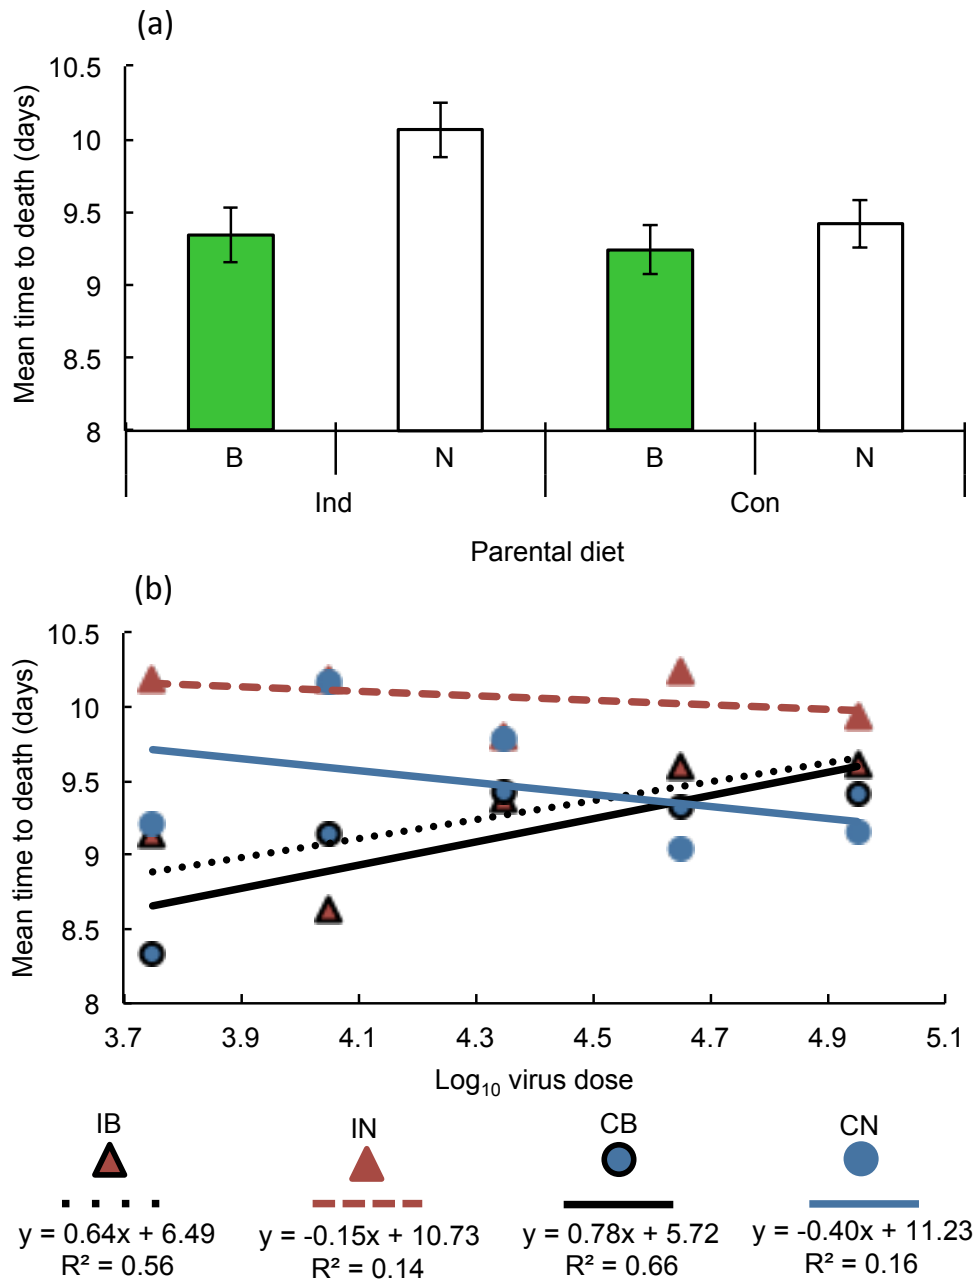 (a)
Mean time to death (days)
10.5
10
9.5
9
8.5
8
B N B N
Ind Con
Parental diet
(b)
Mean time to death (days)
10.5
10
9.5
9
8.5
8
3.7 3.9 4.1 4.3 4.5 4.7 4.9 5.1
Log₁₀ virus dose
IB IN CB CN
y = 0.64x + 6.49 y = -0.15x + 10.73 y = 0.78x + 5.72 y = -0.40x + 11.23
R² = 0.56 R² = 0.14 R² = 0.66 R² = 0.16